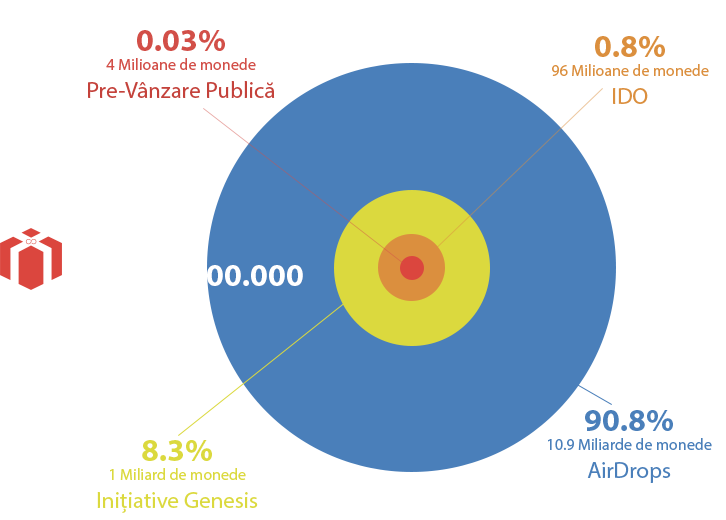 0.03%
4 Milioane de monede
Pre-Vânzare Publică
0.8%
96 Milioane de monede
IDO
00.000
8.3%
1 Miliard de monede
Inițiative Genesis
90.8%
10.9 Miliarde de monede
AirDrops